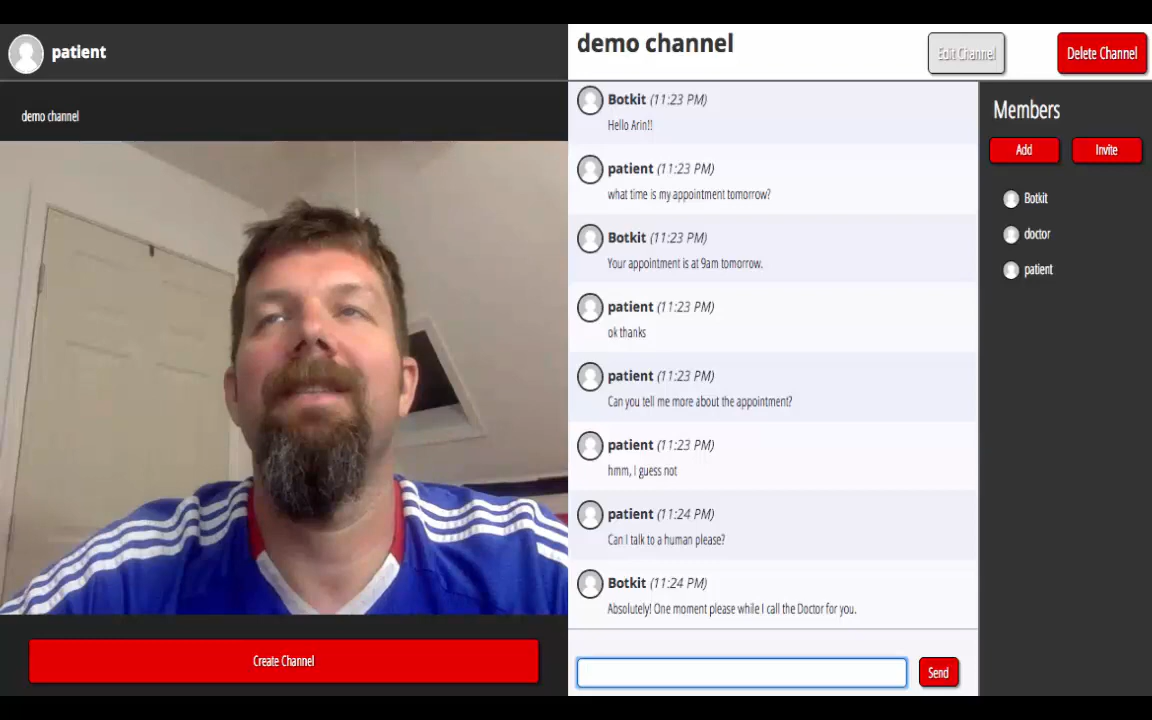 patient
demo channel
Create Channel
demo channel
Edit Channel
Delete Channel
Botkit (11:23 PM)
Hello Arin!!
patient (11:23 PM)
what time is my appointment tomorrow?
Botkit (11:23 PM)
Your appointment is at 9am tomorrow.
patient (11:23 PM)
ok thanks
patient (11:23 PM)
Can you tell me more about the appointment?
patient (11:23 PM)
hmm, I guess not
patient (11:24 PM)
Can I talk to a human please?
Botkit (11:24 PM)
Absolutely! One moment please while I call the Doctor for you.
Send
Members
Add
Invite
Botkit
doctor
patient